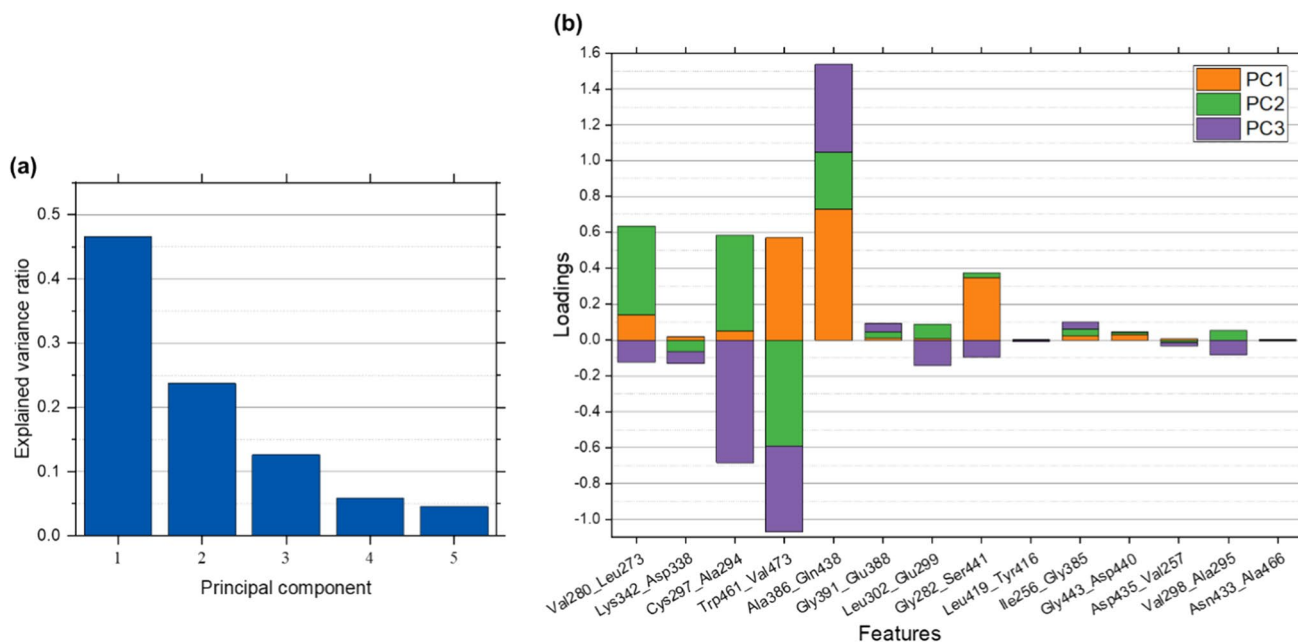 (a)
Explained variance ratio
0.5
0.4
0.3
0.2
0.1
0.0
1 2 3 4 5
Principal component
(b)
Loadings
1.6
1.4
1.2
1.0
0.8
0.6
0.4
0.2
0.0
-0.2
-0.4
-0.6
-0.8
-1.0
PC1
PC2
PC3
Val280_Leu273
Lys342_Asp338
Cys297_Ala294
Trp461_Val473
Ala386_Gln438
Gly391_Glu388
Leu302_Glu299
Gly282_Ser441
Leu419_Tyr416
Ile256_Gly385
Gly443_Asp440
Asp435_Val257
Val298_Ala295
Asn433_Ala466
Features